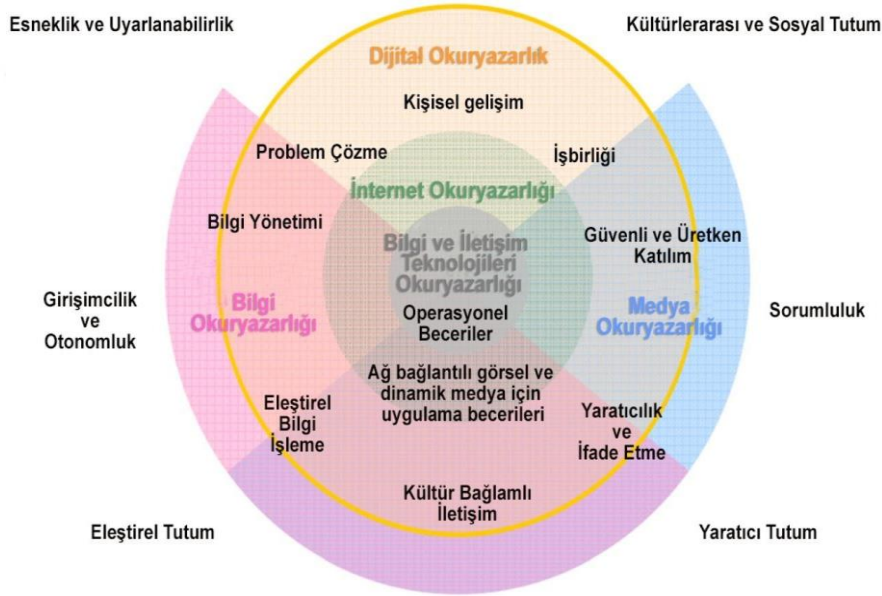 Esneklik ve Uyarlanabilirlik
Kültürlerarası ve Sosyal Tutum
Dijital Okuryazarlık
Kişisel gelişim
Problem Çözme
İşbirliği
İnternet Okuryazarlığı
Bilgi Yönetimi
Bilgi ve İletişim
Teknolojileri
Okuryazarlığı
Güvenli ve Üretken
Katılım
Girişimcilik
ve
Otonomluk
Bilgi
Okuryazarlığı
Operasyonel
Beceriler
Medya
Okuryazarlığı
Sorumluluk
Ağ bağlantılı görsel ve
dinamik medya için
uygulama becerileri
Eleştirel
Bilgi
İşleme
Yaratıcılık
ve
İfade Etme
Kültür Bağlamlı
İletişim
Eleştirel Tutum
Yaratıcı Tutum